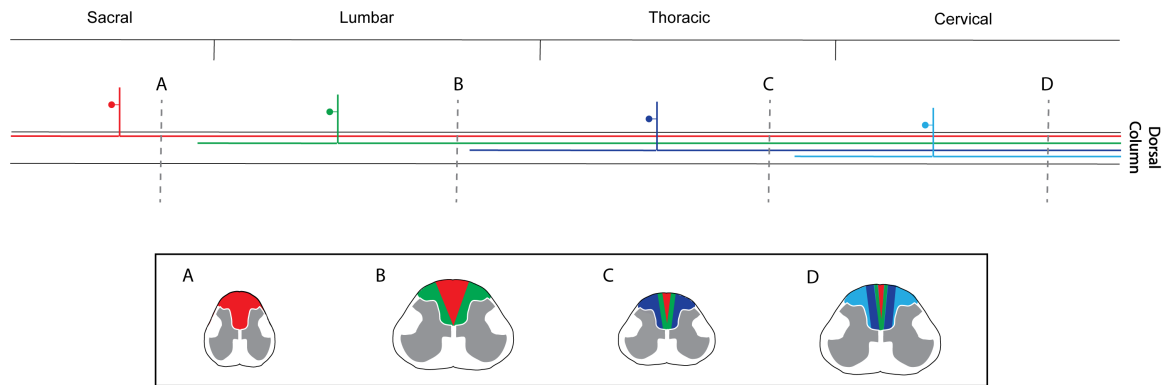 Sacral
Lumbar
Thoracic
Cervical
A
B
C
D
Dorsal
Column
A
B
C
D